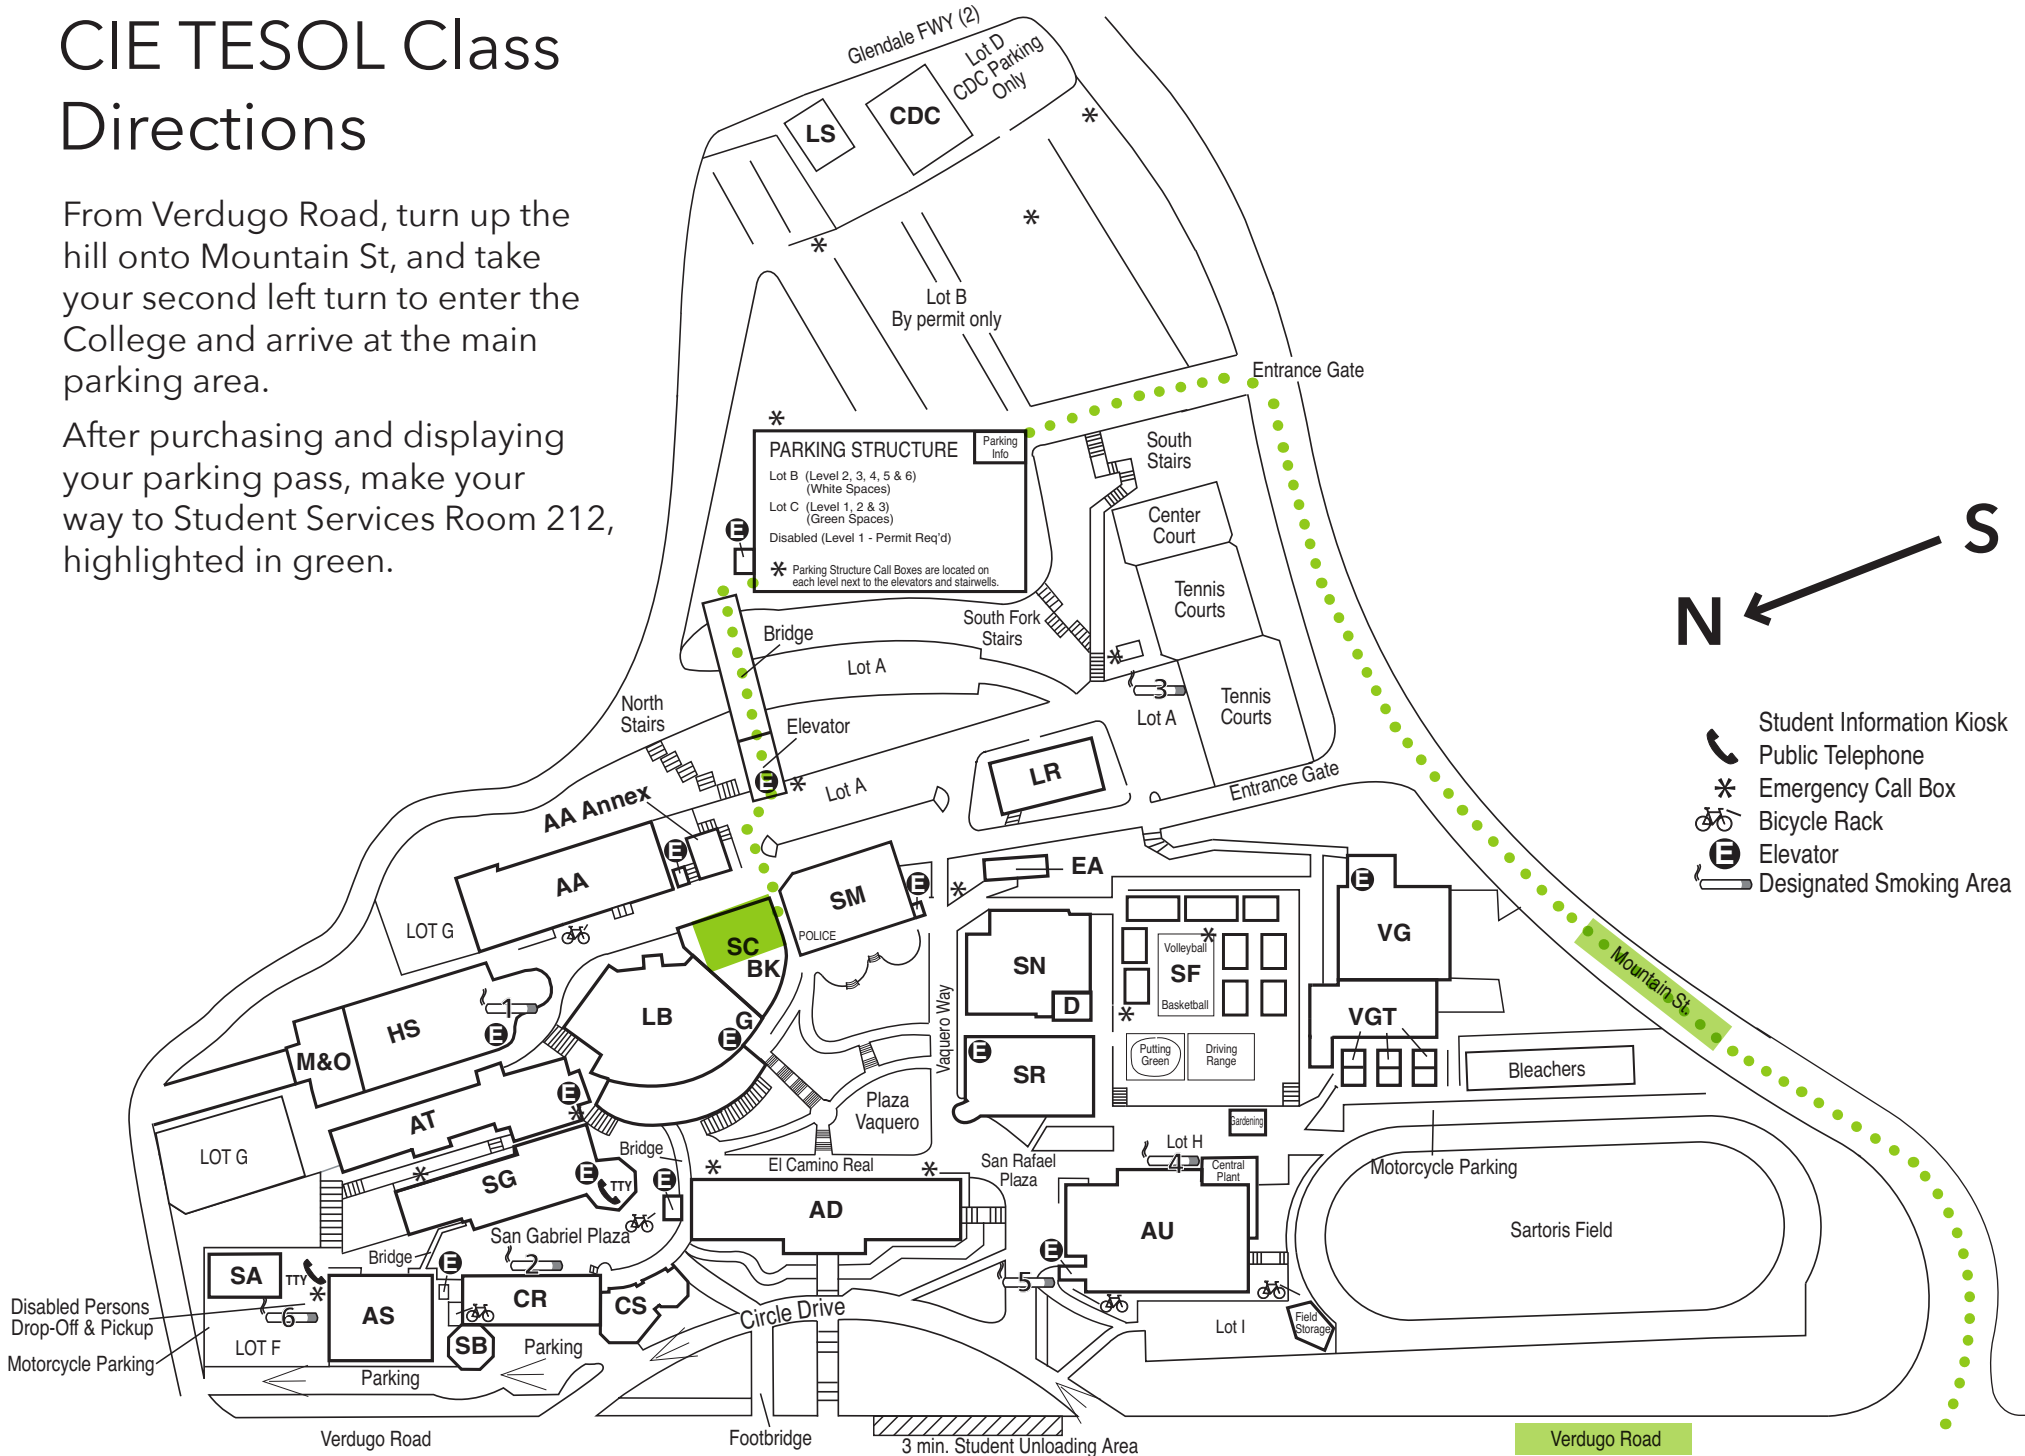 CIE TESOL Class
Directions
From Verdugo Road, turn up the
hill onto Mountain St, and take
your second left turn to enter the
College and arrive at the main
parking area.
After purchasing and displaying
your parking pass, make your
way to Student Services Room 212,
highlighted in green.
Glendale FWY (2)
Lot D
CDC Parking
Only
CDC
LS
Lot B
By permit only
Entrance Gate
PARKING STRUCTURE
Parking
Info
Lot B (Level 2, 3, 4, 5 & 6)
(White Spaces)
Lot C (Level 1, 2 & 3)
(Green Spaces)
Disabled (Level 1 - Permit Req'd)
* Parking Structure Call Boxes are located on
each level next to the elevators and stairwells.
E
South
Stairs
Center
Court
Tennis
Courts
South Fork
Stairs
Bridge
Lot A
North
Stairs
Elevator
E
Lot A
3
Lot A
Tennis
Courts
LR
Entrance Gate
S
N
Student Information Kiosk
Public Telephone
* Emergency Call Box
Bicycle Rack
E Elevator
Designated Smoking Area
AA Annex
E
AA
LOT G
SM
E
POLICE
EA
SC
BK
LB
G
E
HS
1
E
M&O
Vaquero Way
SN
D
SR
E
Volleyball
SF
Basketball
Putting
Green
Driving
Range
E
VG
VGT
Mountain St.
Bleachers
Gardening
Motorcycle Parking
Plaza
Vaquero
AT
E
LOT G
Bridge
El Camino Real
San Rafael
Plaza
Lot H
4
Central
Plant
SG
E
TTY
E
AD
AU
E
5
Sartoris Field
San Gabriel Plaza
2
Bridge
E
SA
TTY
6
AS
CR
CS
SB
Disabled Persons
Drop-Off & Pickup
Motorcycle Parking
LOT F
Parking
Parking
Circle Drive
Lot I
Field
Storage
Verdugo Road
Footbridge
3 min. Student Unloading Area
Verdugo Road